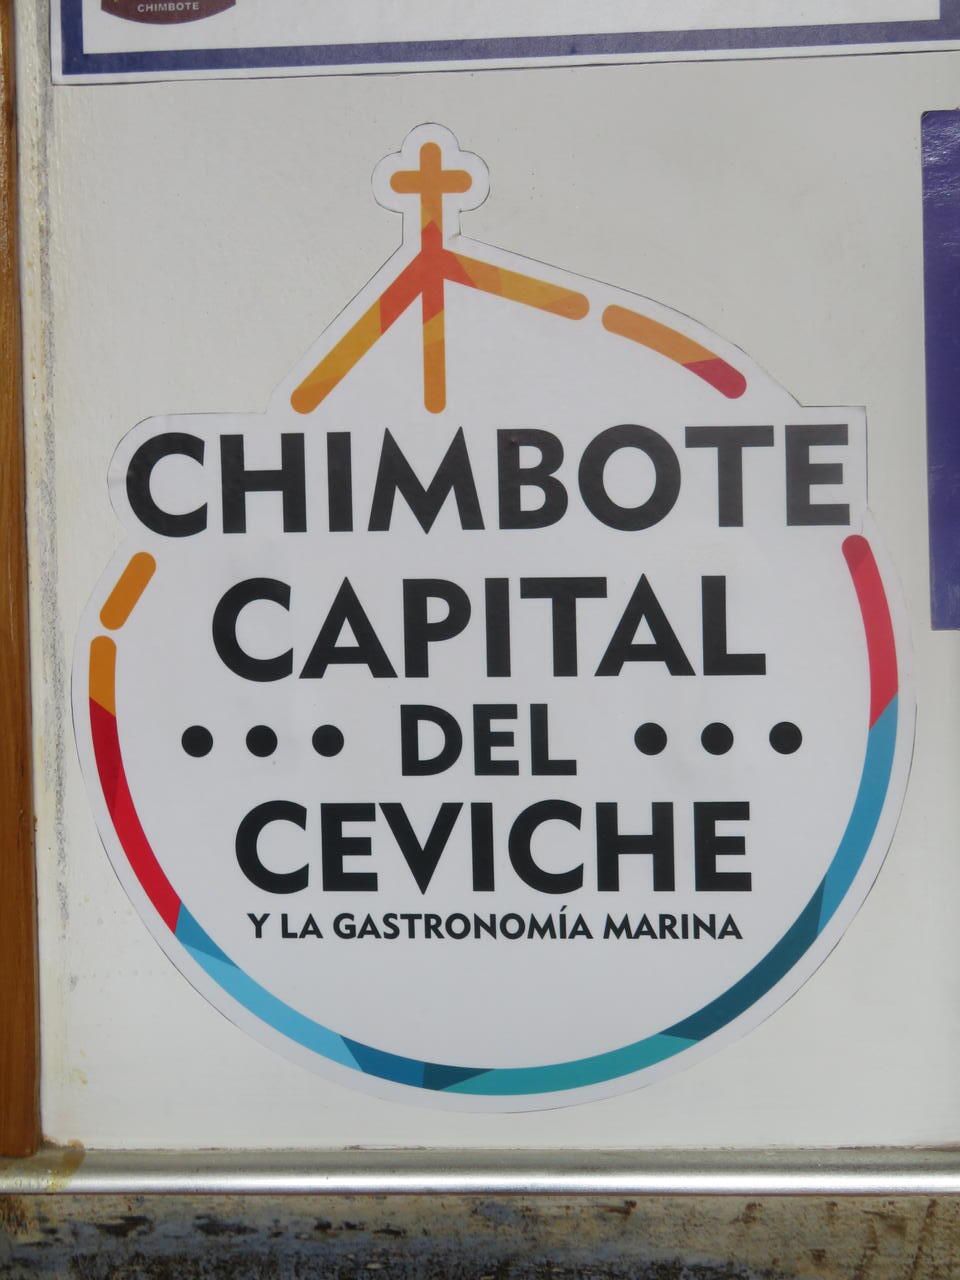 CHIMBOTE
CHIMBOTE
CAPITAL
••• DEL •••
CEVICHE
Y LA GASTRONOMÍA MARINA